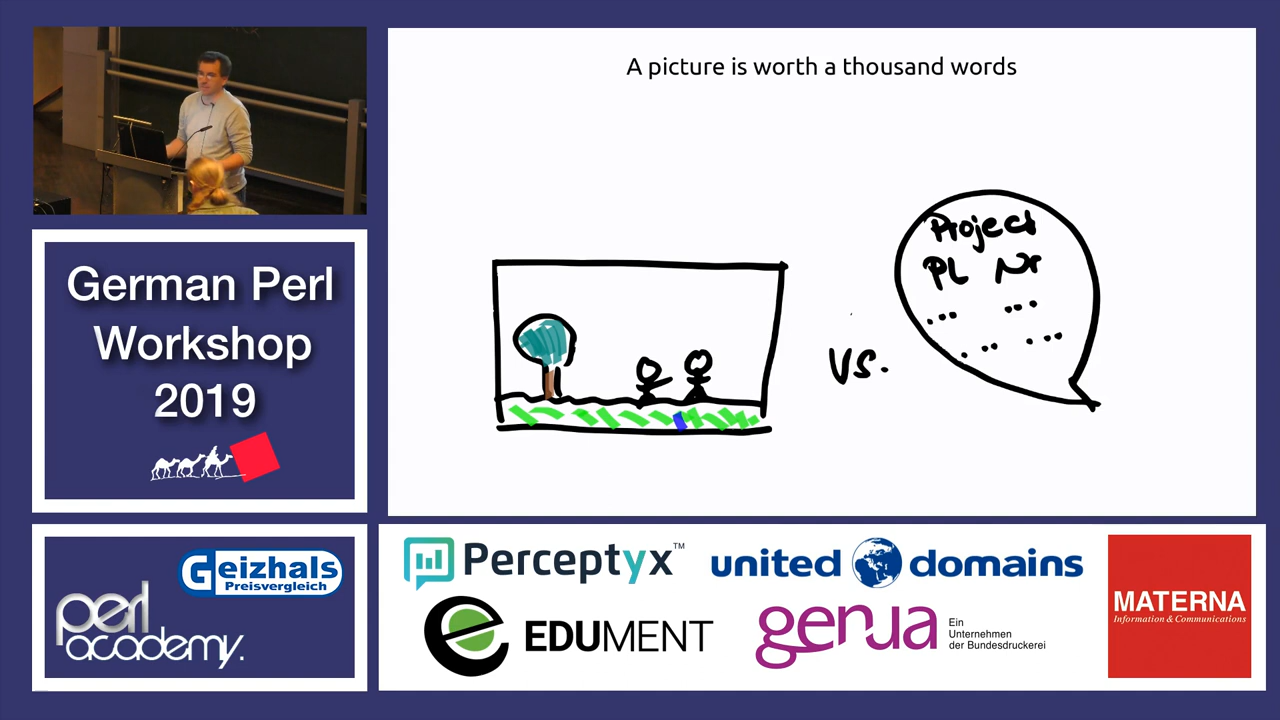 A picture is worth a thousand words
Project
PL Nr
... ...
... ...
vs.
German Perl
Workshop
2019
Geizhals
Preisvergleich
perl
academy.
Perceptyx™
united domains
EDUMENT
genua
Ein
Unternehmen
der Bundesdruckerei
MATERNA
Information & Communications